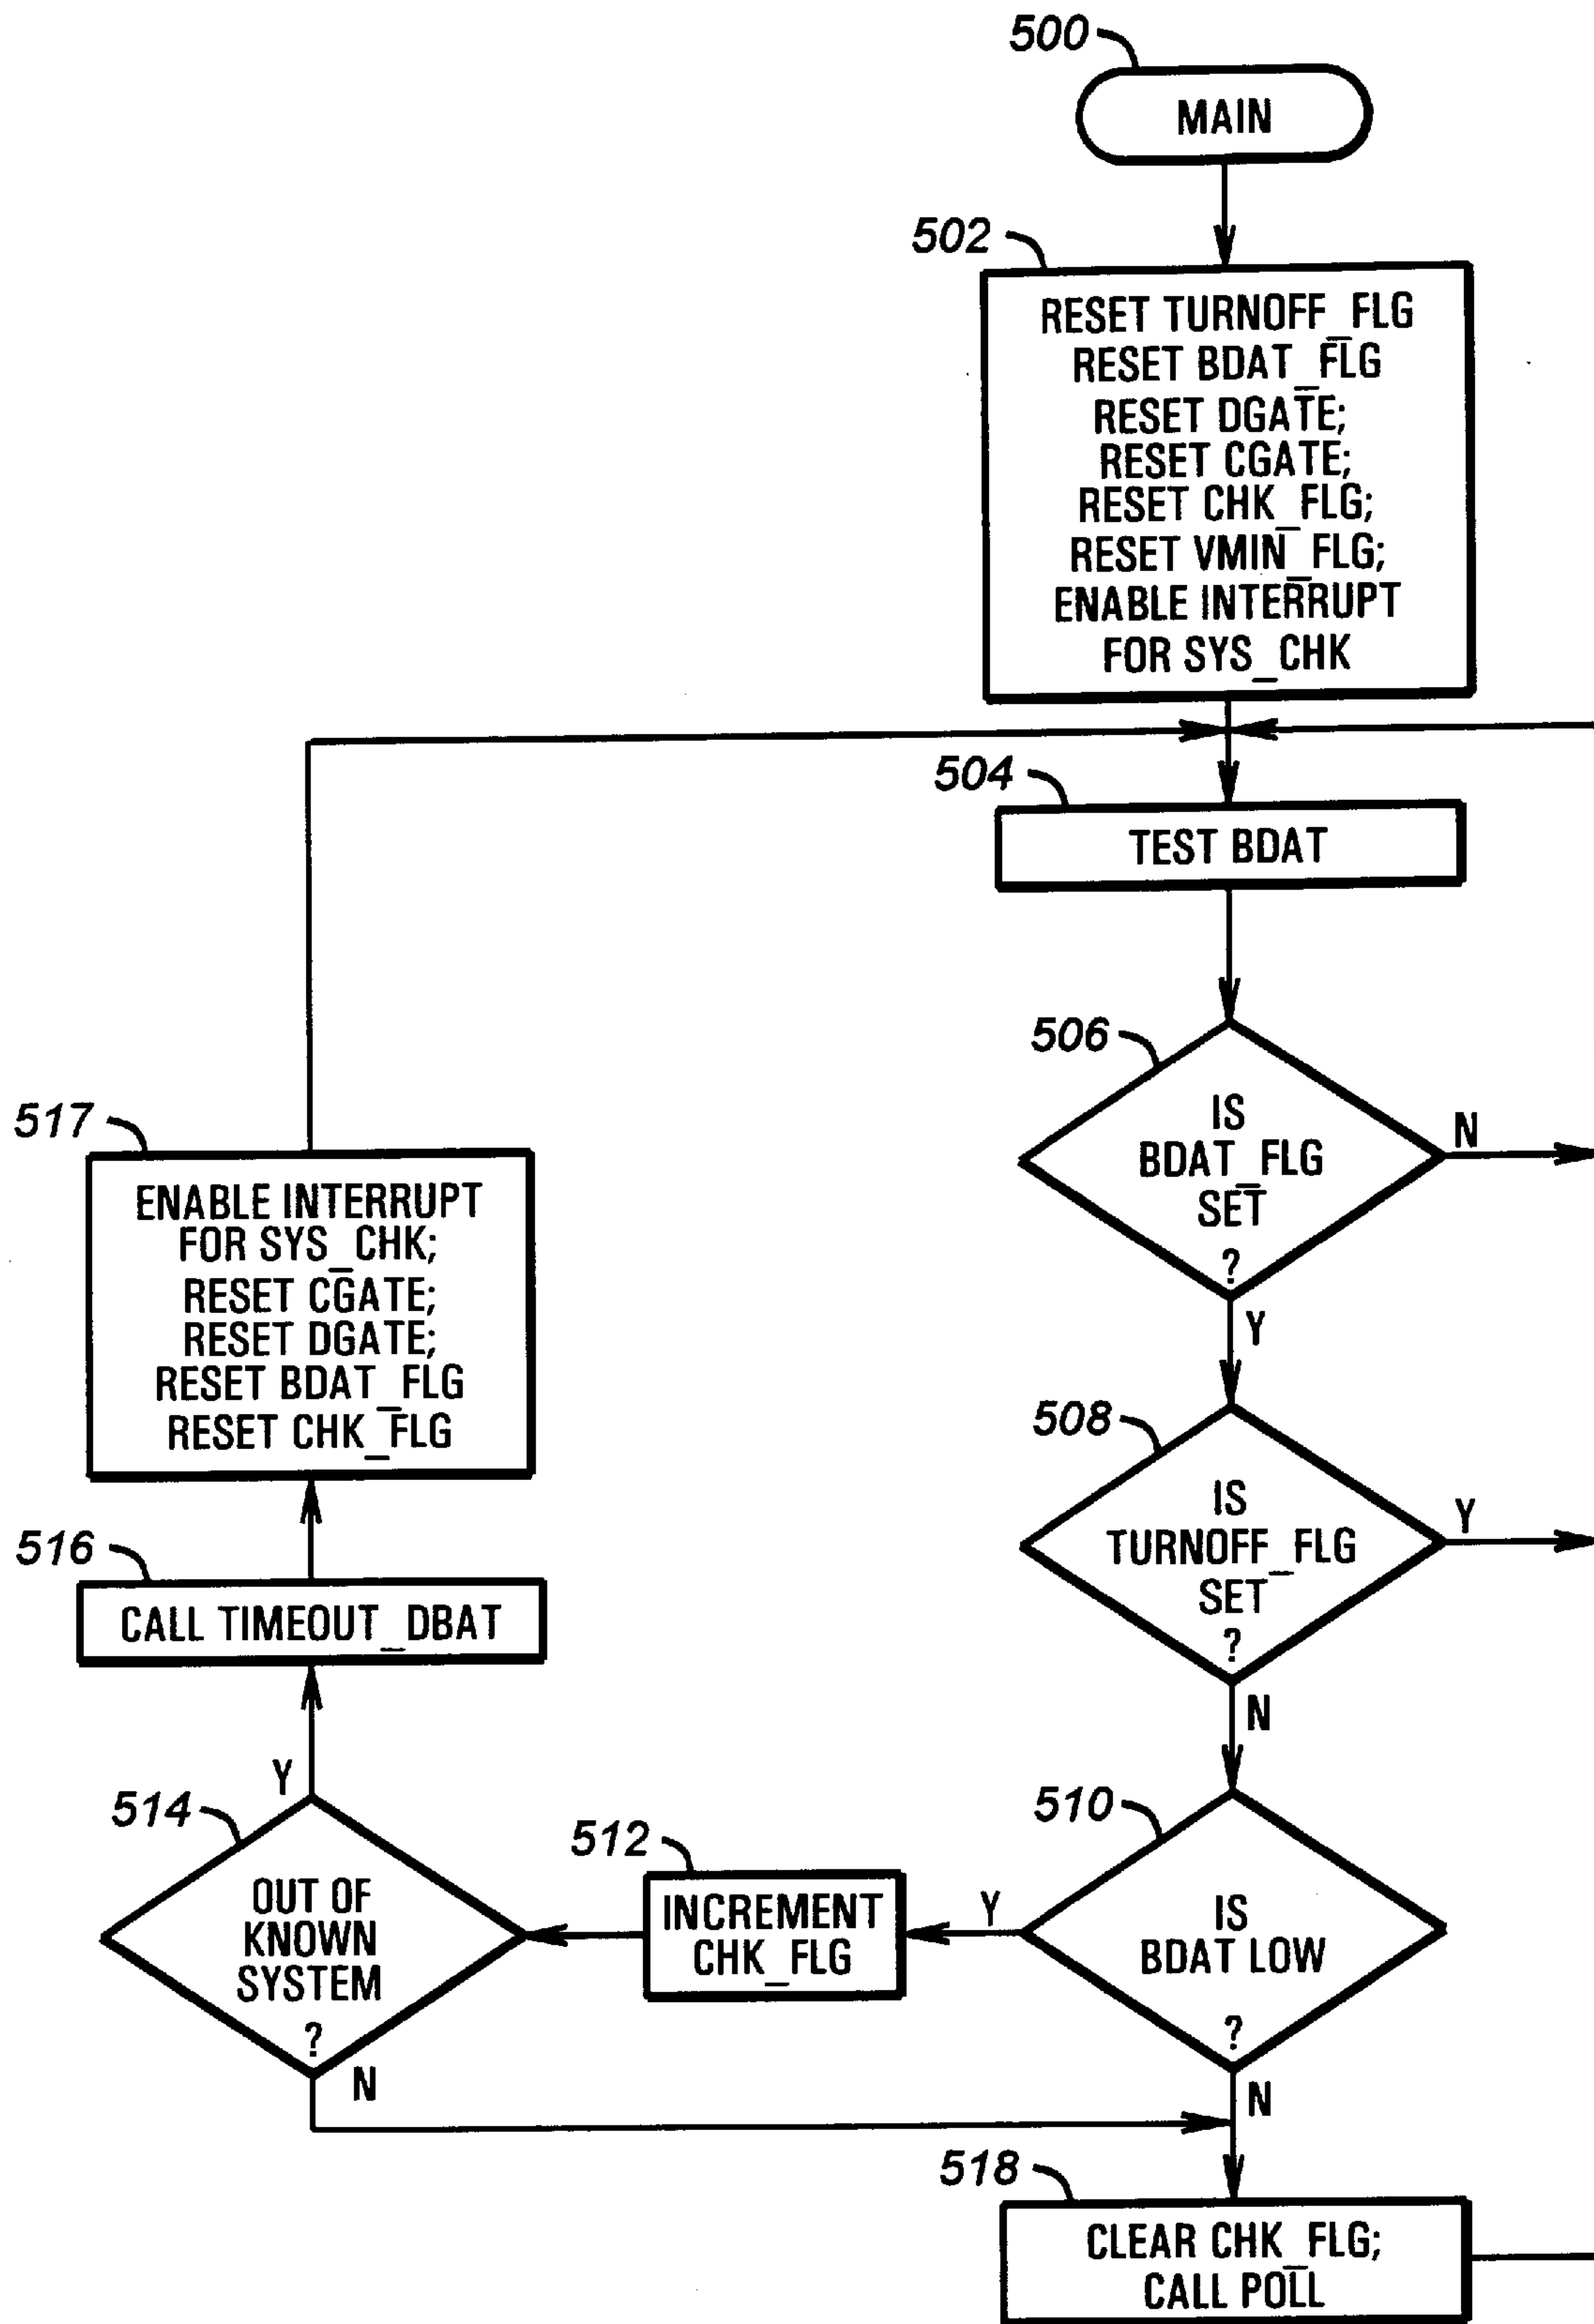 500
MAIN
502
RESET TURNOFF_FLG
RESET BDAT_FLG
RESET DGATE;
RESET CGATE;
RESET CHK_FLG;
RESET VMIN_FLG;
ENABLE INTERRUPT
FOR SYS_CHK
504
TEST BDAT
506
IS
BDAT_FLG
SET
?
N
Y
517
ENABLE INTERRUPT
FOR SYS_CHK;
RESET CGATE;
RESET DGATE;
RESET BDAT_FLG
RESET CHK_FLG
508
IS
TURNOFF_FLG
SET
?
Y
N
516
CALL TIMEOUT_DBAT
Y
514
OUT OF
KNOWN
SYSTEM
?
N
512
INCREMENT
CHK_FLG
Y
510
IS
BDAT LOW
?
N
518
CLEAR CHK_FLG;
CALL POLL